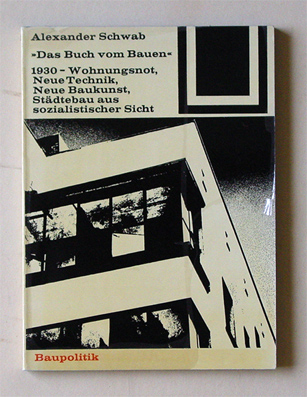 Alexander Schwab
»Das Buch vom Bauen«
1930 – Wohnungsnot,
Neue Technik,
Neue Baukunst,
Städtebau aus
sozialistischer Sicht
Baupolitik